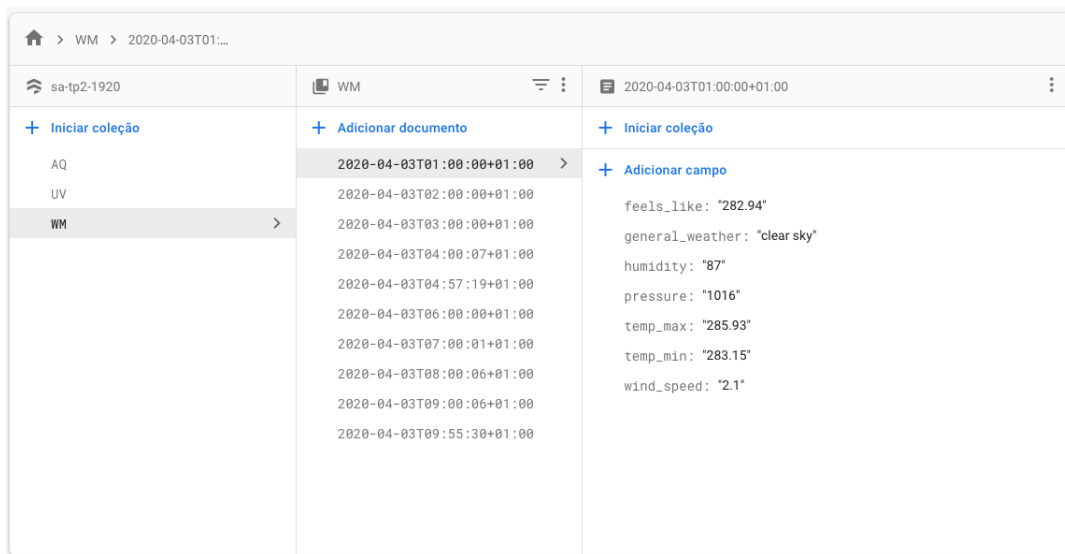 WM 2020-04-03T01:…
sa-tp2-1920
Iniciar coleção
AQ
UV
WM
WM
Adicionar documento
2020-04-03T01:00:00+01:00
2020-04-03T02:00:00+01:00
2020-04-03T03:00:00+01:00
2020-04-03T04:00:07+01:00
2020-04-03T04:57:19+01:00
2020-04-03T06:00:00+01:00
2020-04-03T07:00:01+01:00
2020-04-03T08:00:06+01:00
2020-04-03T09:00:06+01:00
2020-04-03T09:55:30+01:00
2020-04-03T01:00:00+01:00
Iniciar coleção
Adicionar campo
feels_like: "282.94"
general_weather: "clear sky"
humidity: "87"
pressure: "1016"
temp_max: "285.93"
temp_min: "283.15"
wind_speed: "2.1"